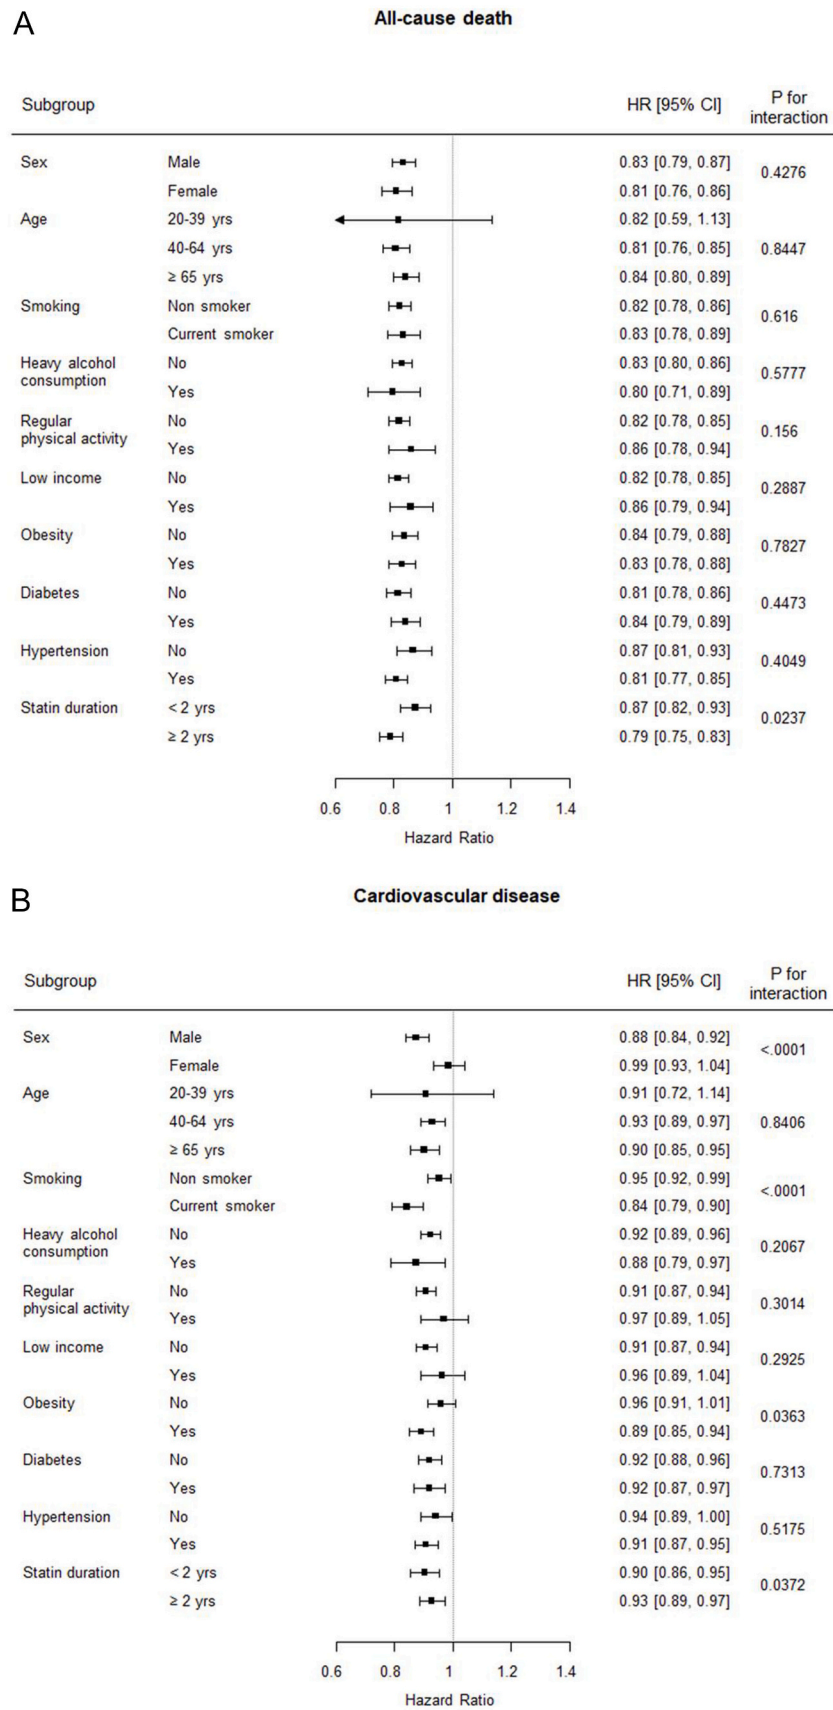 A
All-cause death
Subgroup HR [95% CI] P for interaction
Sex Male 0.83 [0.79, 0.87] 0.4276
Female 0.81 [0.76, 0.86]
Age 20-39 yrs 0.82 [0.59, 1.13]
40-64 yrs 0.81 [0.76, 0.85] 0.8447
≥ 65 yrs 0.84 [0.80, 0.89]
Smoking Non smoker 0.82 [0.78, 0.86] 0.616
Current smoker 0.83 [0.78, 0.89]
Heavy alcohol consumption No 0.83 [0.80, 0.86] 0.5777
Yes 0.80 [0.71, 0.89]
Regular physical activity No 0.82 [0.78, 0.85] 0.156
Yes 0.86 [0.78, 0.94]
Low income No 0.82 [0.78, 0.85] 0.2887
Yes 0.86 [0.79, 0.94]
Obesity No 0.84 [0.79, 0.88] 0.7827
Yes 0.83 [0.78, 0.88]
Diabetes No 0.81 [0.78, 0.86] 0.4473
Yes 0.84 [0.79, 0.89]
Hypertension No 0.87 [0.81, 0.93] 0.4049
Yes 0.81 [0.77, 0.85]
Statin duration < 2 yrs 0.87 [0.82, 0.93] 0.0237
≥ 2 yrs 0.79 [0.75, 0.83]
0.6 0.8 1 1.2 1.4
Hazard Ratio
B
Cardiovascular disease
Subgroup HR [95% CI] P for interaction
Sex Male 0.88 [0.84, 0.92] <.0001
Female 0.99 [0.93, 1.04]
Age 20-39 yrs 0.91 [0.72, 1.14]
40-64 yrs 0.93 [0.89, 0.97] 0.8406
≥ 65 yrs 0.90 [0.85, 0.95]
Smoking Non smoker 0.95 [0.92, 0.99] <.0001
Current smoker 0.84 [0.79, 0.90]
Heavy alcohol consumption No 0.92 [0.89, 0.96] 0.2067
Yes 0.88 [0.79, 0.97]
Regular physical activity No 0.91 [0.87, 0.94] 0.3014
Yes 0.97 [0.89, 1.05]
Low income No 0.91 [0.87, 0.94] 0.2925
Yes 0.96 [0.89, 1.04]
Obesity No 0.96 [0.91, 1.01] 0.0363
Yes 0.89 [0.85, 0.94]
Diabetes No 0.92 [0.88, 0.96] 0.7313
Yes 0.92 [0.87, 0.97]
Hypertension No 0.94 [0.89, 1.00] 0.5175
Yes 0.91 [0.87, 0.95]
Statin duration < 2 yrs 0.90 [0.86, 0.95] 0.0372
≥ 2 yrs 0.93 [0.89, 0.97]
0.6 0.8 1 1.2 1.4
Hazard Ratio